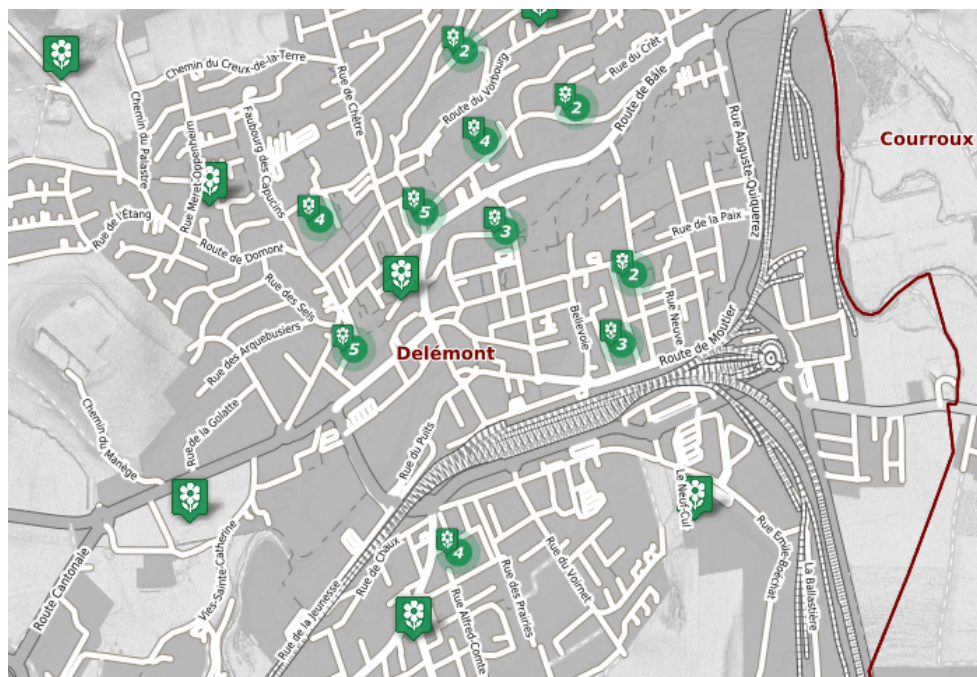 2
Chemin du Creux-de-la-Terre
Rue du Crêt
Rue de Chêtre
Route du Vorbourg
Route de Bâle
2
Chemin du Palastre
Rue Meret-Oppenheim
Faubourg des Capucins
4
Rue Auguste-Quiquerez
Courroux
Rue de l'Étang
4
5
3
Rue de la Paix
Route de Domont
2
Rue des Sels
Bellevoie
Rue Neuve
Rue des Arquebusiers
5
Delémont
3
Route de Moutier
Chemin du Manège
Rue de la Golatte
Rue du Puits
Le Neuf-Cul
Route Cantonale
Vies-Sainte-Catherine
Rue de la Jeunesse
Rue de Chaux
4
Rue Alfred-Comte
Rue des Prairies
Rue du Voirnet
Rue Emile-Boéchat
La Ballastière